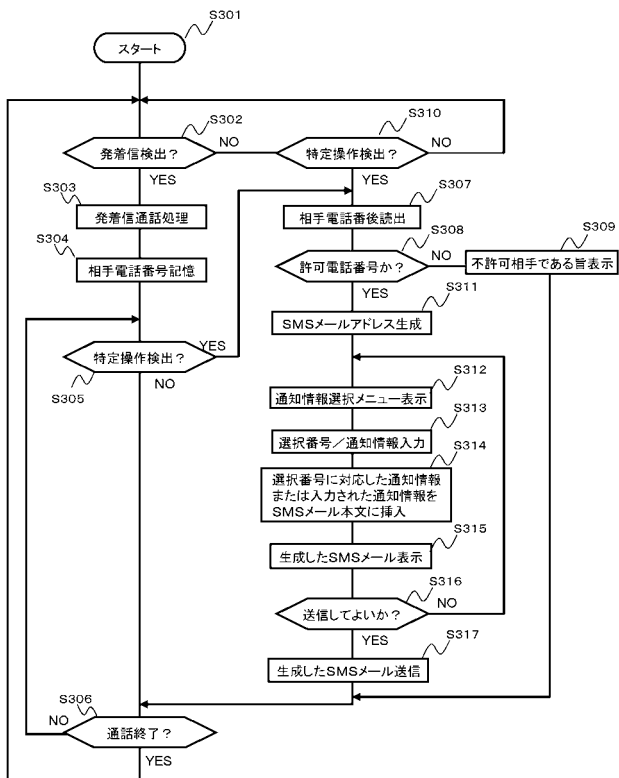 S301
スタート
S302
発着信検出？
NO
YES
S310
特定操作検出？
NO
YES
S303
発着信通話処理
S307
相手電話番後読出
S304
相手電話番号記憶
S308
許可電話番号か？
NO
YES
S309
不許可相手である旨表示
S311
SMSメールアドレス生成
特定操作検出？
YES
NO
S305
S312
通知情報選択メニュー表示
S313
選択番号／通知情報入力
S314
選択番号に対応した通知情報
または入力された通知情報を
SMSメール本文に挿入
S315
生成したSMSメール表示
S316
送信してよいか？
NO
YES
S317
生成したSMSメール送信
S306
NO
通話終了？
YES